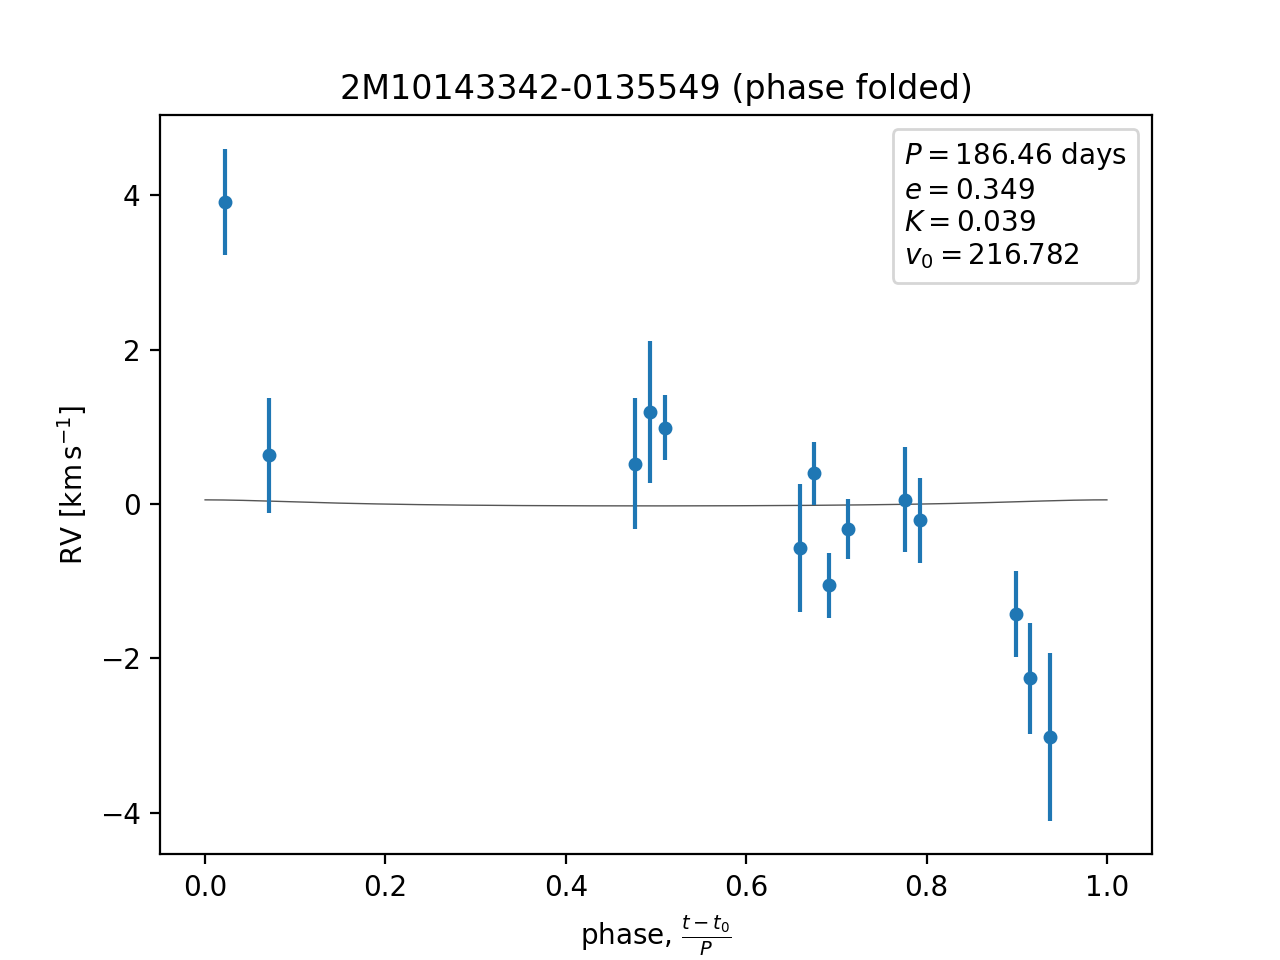 2M10143342-0135549 (phase folded)
P = 186.46 days
e = 0.349
K = 0.039
v₀ = 216.782
4
2
0
−2
−4
RV [km s⁻¹]
0.0 0.2 0.4 0.6 0.8 1.0
phase, (t − t₀)/P